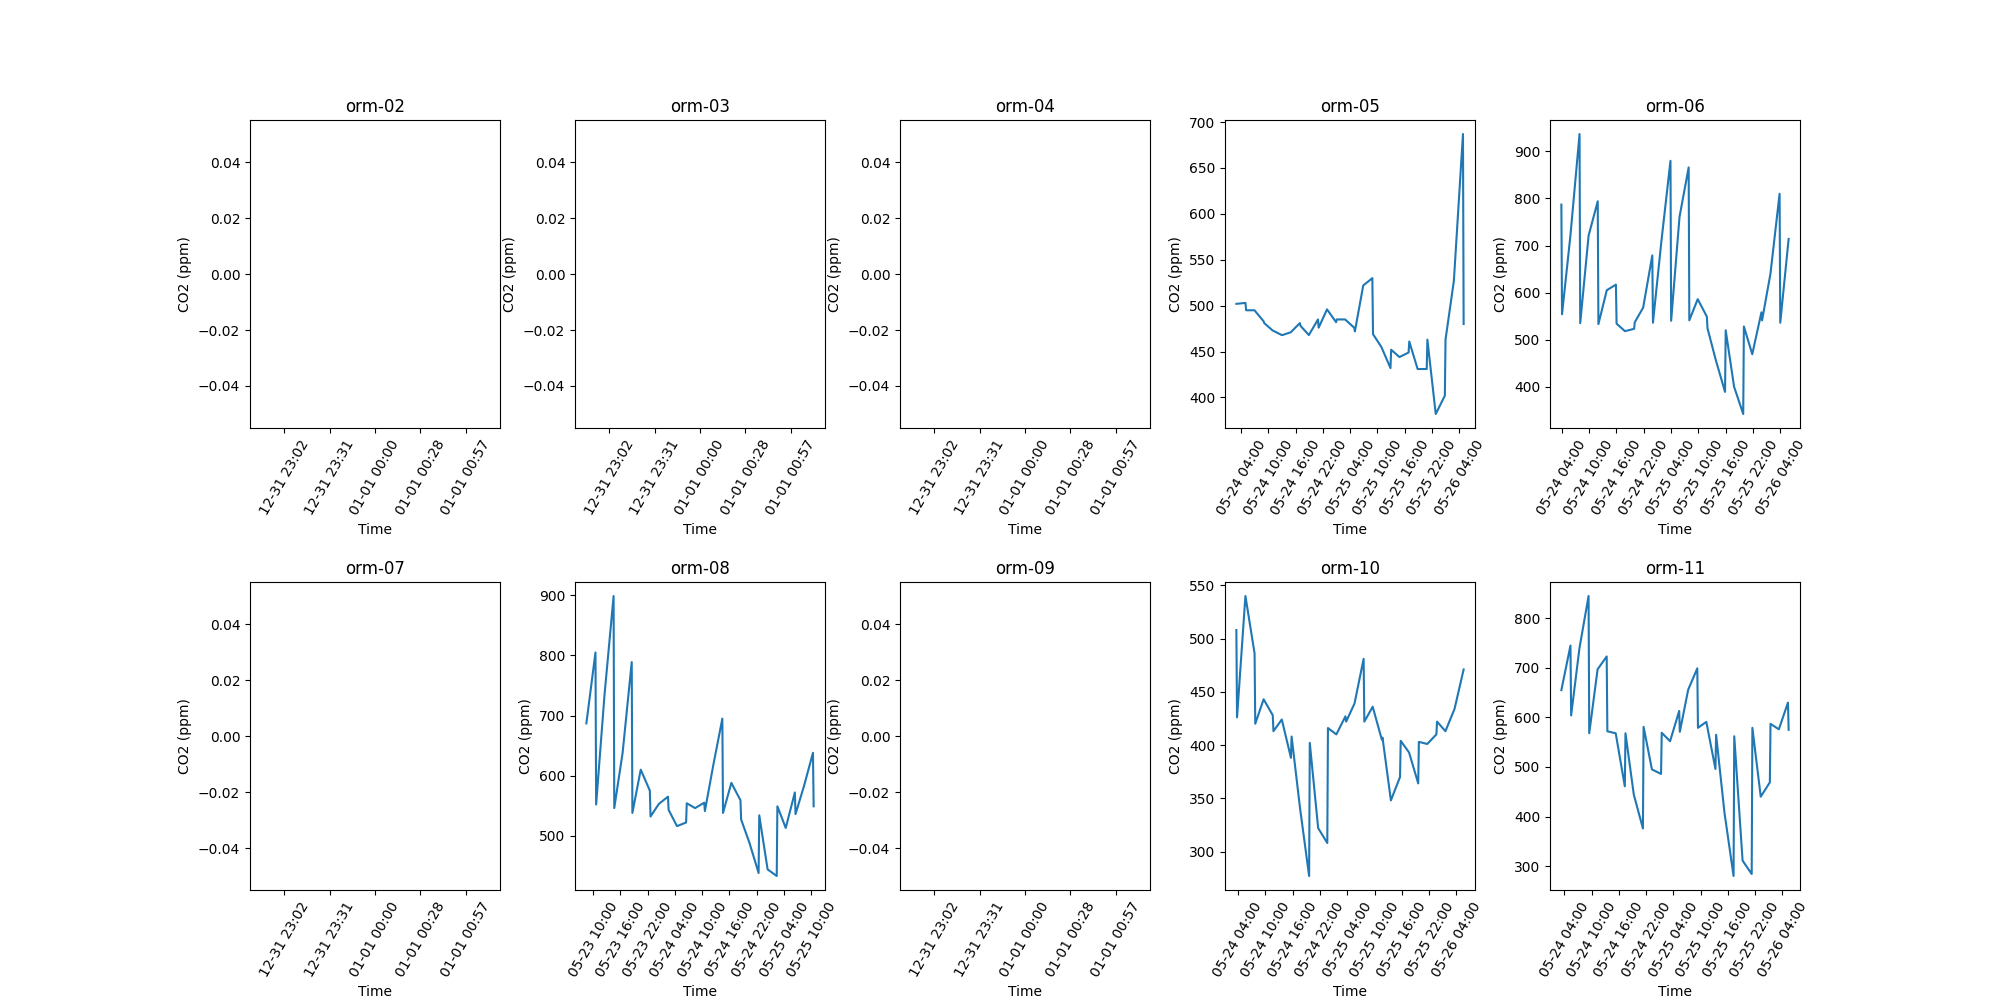 orm-02 orm-03 orm-04 orm-05 orm-06
CO2 (ppm) 0.04 0.02 0.00 −0.02 −0.04
12-31 23:02 12-31 23:31 01-01 00:00 01-01 00:28 01-01 00:57
Time
CO2 (ppm) 0.04 0.02 0.00 −0.02 −0.04
12-31 23:02 12-31 23:31 01-01 00:00 01-01 00:28 01-01 00:57
Time
CO2 (ppm) 0.04 0.02 0.00 −0.02 −0.04
12-31 23:02 12-31 23:31 01-01 00:00 01-01 00:28 01-01 00:57
Time
CO2 (ppm) 700 650 600 550 500 450 400
05-24 04:00 05-24 10:00 05-24 16:00 05-24 22:00 05-25 04:00 05-25 10:00 05-25 16:00 05-25 22:00 05-26 04:00
Time
CO2 (ppm) 900 800 700 600 500 400
05-24 04:00 05-24 10:00 05-24 16:00 05-24 22:00 05-25 04:00 05-25 10:00 05-25 16:00 05-25 22:00 05-26 04:00
Time
orm-07 orm-08 orm-09 orm-10 orm-11
CO2 (ppm) 0.04 0.02 0.00 −0.02 −0.04
12-31 23:02 12-31 23:31 01-01 00:00 01-01 00:28 01-01 00:57
Time
CO2 (ppm) 900 800 700 600 500
05-23 10:00 05-23 16:00 05-23 22:00 05-24 04:00 05-24 10:00 05-24 16:00 05-24 22:00 05-25 04:00 05-25 10:00
Time
CO2 (ppm) 0.04 0.02 0.00 −0.02 −0.04
12-31 23:02 12-31 23:31 01-01 00:00 01-01 00:28 01-01 00:57
Time
CO2 (ppm) 550 500 450 400 350 300
05-24 04:00 05-24 10:00 05-24 16:00 05-24 22:00 05-25 04:00 05-25 10:00 05-25 16:00 05-25 22:00 05-26 04:00
Time
CO2 (ppm) 800 700 600 500 400 300
05-24 04:00 05-24 10:00 05-24 16:00 05-24 22:00 05-25 04:00 05-25 10:00 05-25 16:00 05-25 22:00 05-26 04:00
Time